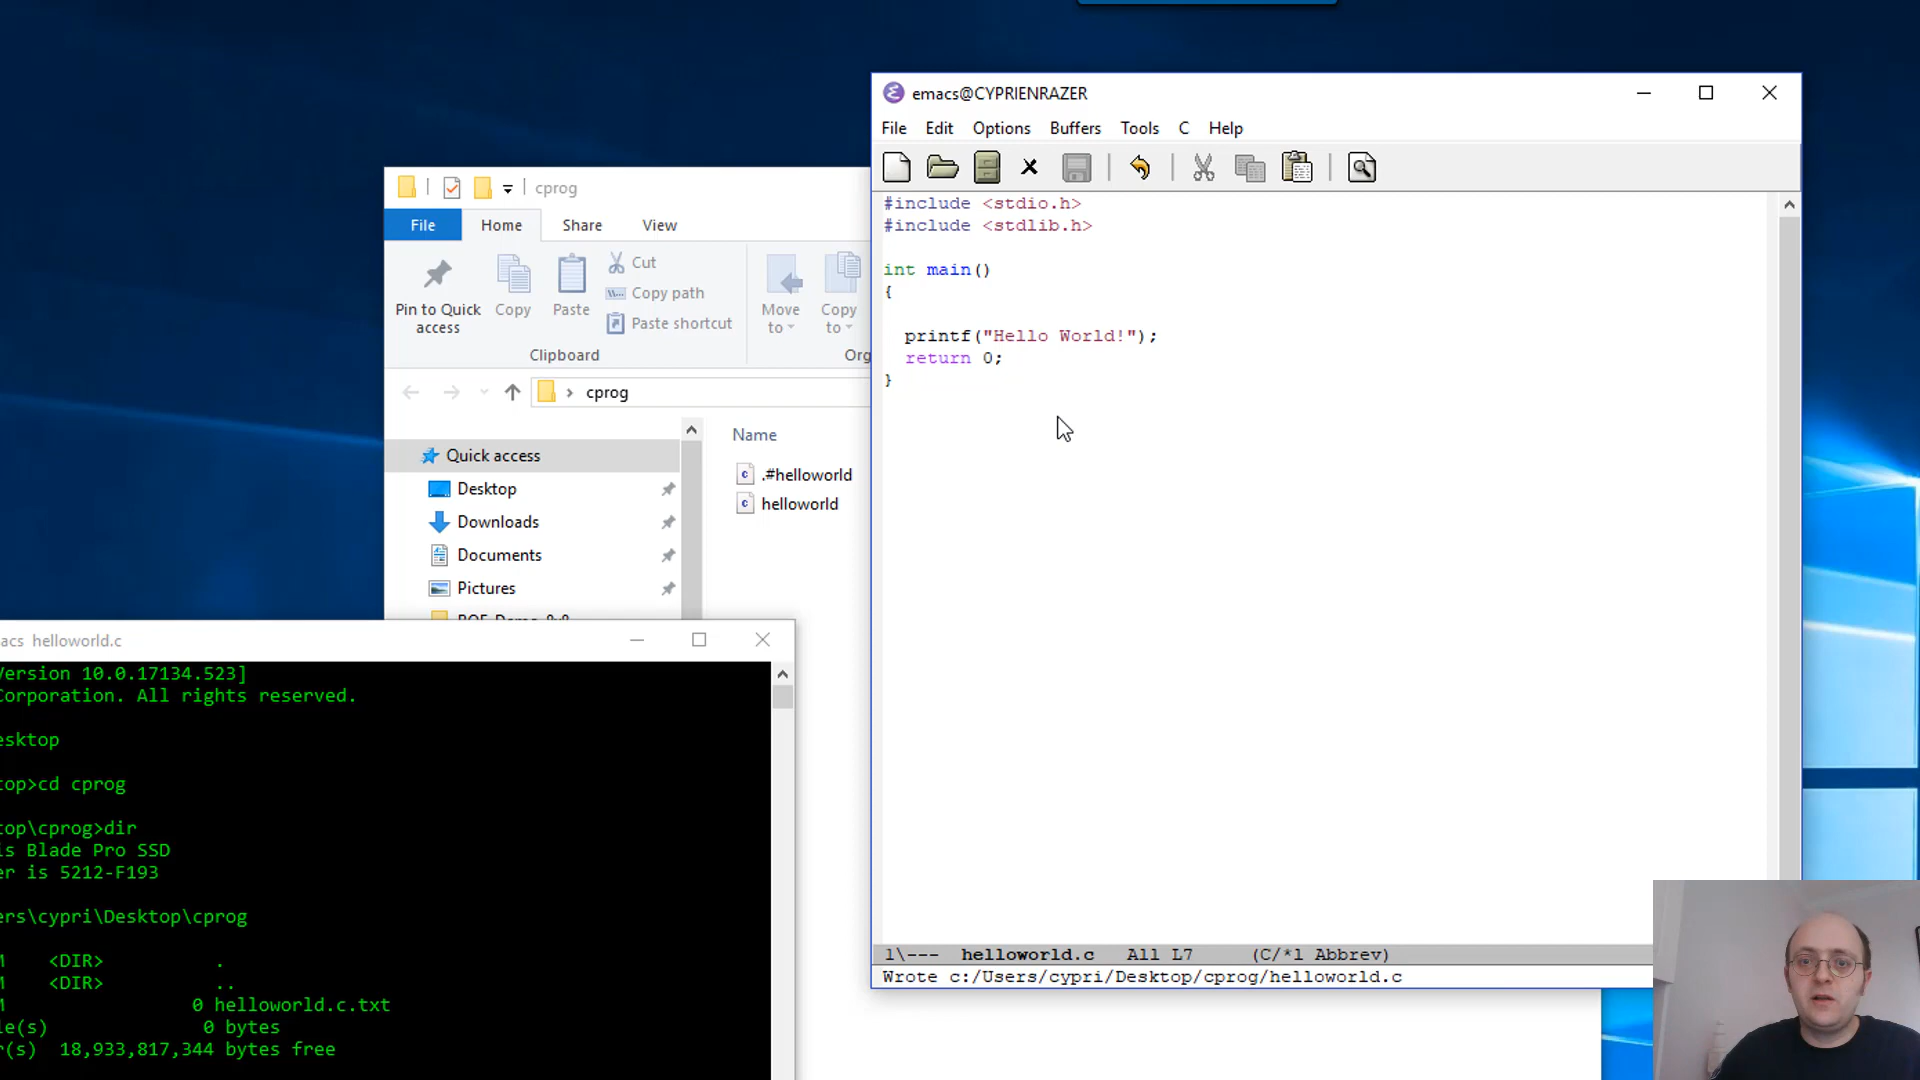 emacs@CYPRIENRAZER
File Edit Options Buffers Tools C Help
#include <stdio.h>
#include <stdlib.h>
int main()
{
printf("Hello World!");
return 0;
}
1\--- helloworld.c All L7 (C/*l Abbrev)
Wrote c:/Users/cypri/Desktop/cprog/helloworld.c
cprog
File Home Share View
Pin to Quick access
Copy
Paste
Cut
Copy path
Paste shortcut
Move to
Copy to
Clipboard
Org
cprog
Name
.#helloworld
helloworld
Quick access
Desktop
Downloads
Documents
Pictures
acs helloworld.c
Version 10.0.17134.523]
Corporation. All rights reserved.
esktop
top>cd cprog
top\cprog>dir
is Blade Pro SSD
er is 5212-F193
ers\cypri\Desktop\cprog
M <DIR> .
M <DIR> ..
M 0 helloworld.c.txt
le(s) 0 bytes
r(s) 18,933,817,344 bytes free